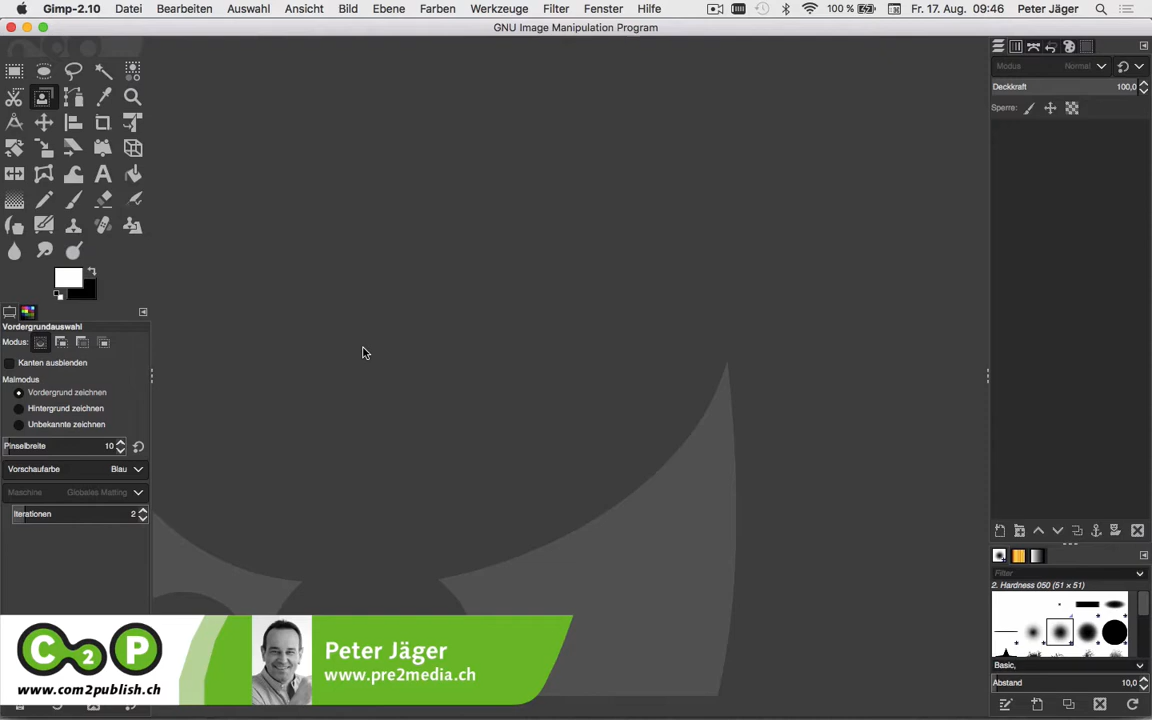 Gimp-2.10 Datei Bearbeiten Auswahl Ansicht Bild Ebene Farben Werkzeuge Filter Fenster Hilfe 100 % Fr. 17. Aug. 09:46 Peter Jäger
GNU Image Manipulation Program
Modus Normal
Deckkraft 100,0
Sperre:
Vordergrundauswahl
Modus:
Kanten ausblenden
Malmodus
Vordergrund zeichnen
Hintergrund zeichnen
Unbekannte zeichnen
Pinselbreite 10
Vorschaufarbe Blau
Maschine Globales Matting
Iterationen 2
Filter
2. Hardness 050 (51 × 51)
Basic,
Abstand 10,0
C 2 P
www.com2publish.ch
Peter Jäger
www.pre2media.ch